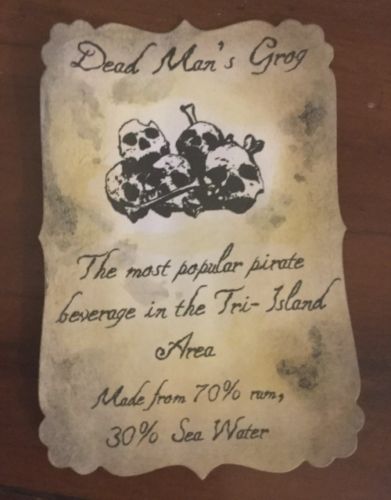 Dead Man's Grog
The most popular pirate
beverage in the Tri-Island
Area
Made from 70% rum,
30% Sea Water